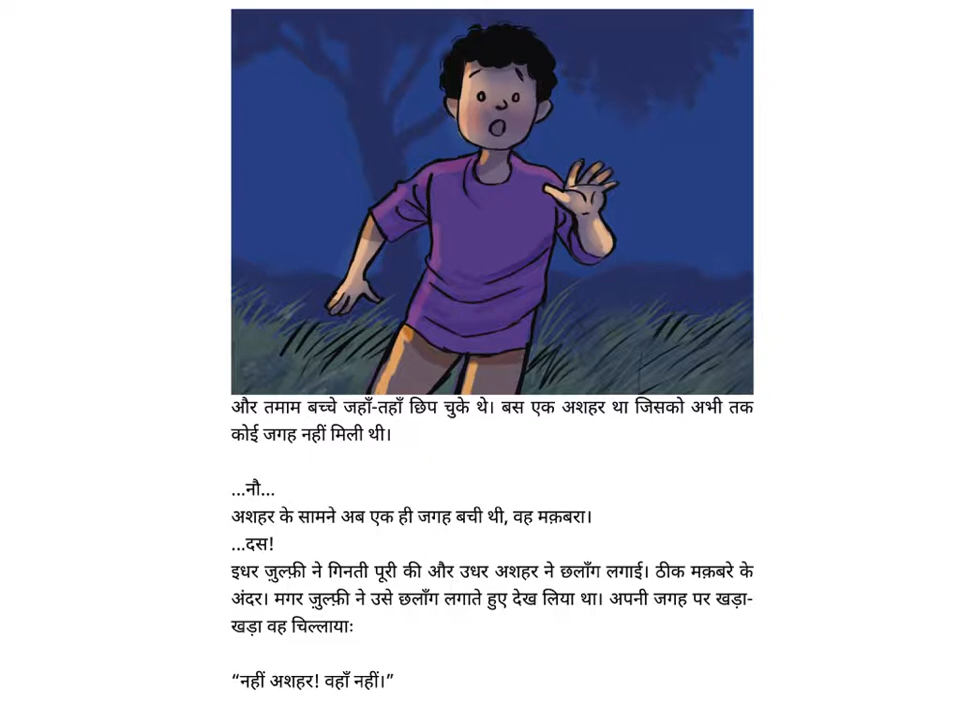 और तमाम बच्चे जहाँ-तहाँ छिप चुके थे। बस एक अशहर था जिसको अभी तक
कोई जगह नहीं मिली थी।
...नौ...
अशहर के सामने अब एक ही जगह बची थी, वह मक़बरा।
...दस!
इधर ज़ुल्फ़ी ने गिनती पूरी की और उधर अशहर ने छलाँग लगाई। ठीक मक़बरे के
अंदर। मगर ज़ुल्फ़ी ने उसे छलाँग लगाते हुए देख लिया था। अपनी जगह पर खड़ा-
खड़ा वह चिल्लायाः
“नहीं अशहर! वहाँ नहीं।”